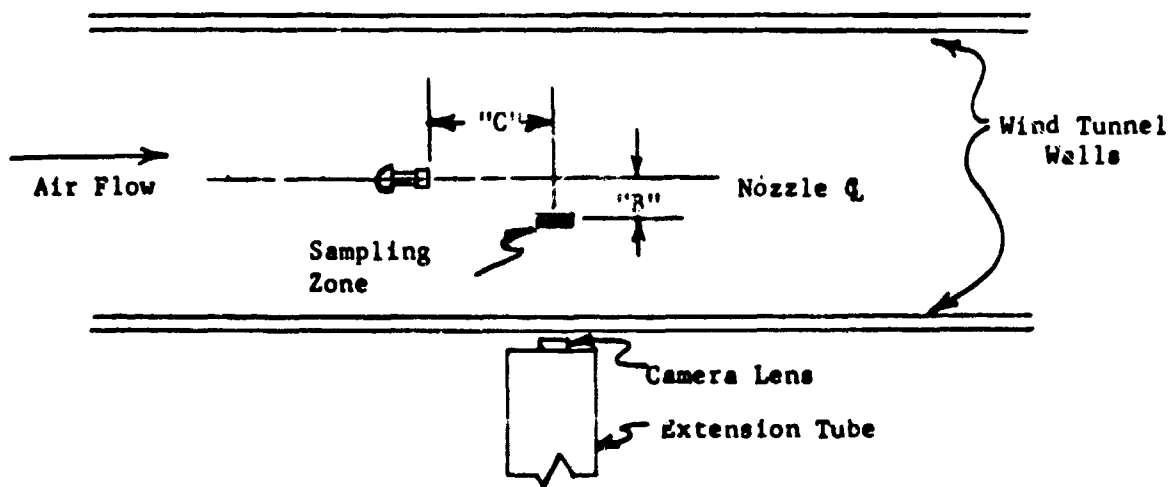 "C"
Wind Tunnel
Walls
Air Flow
"B"
Nozzle ℄
Sampling
Zone
Camera Lens
Extension Tube